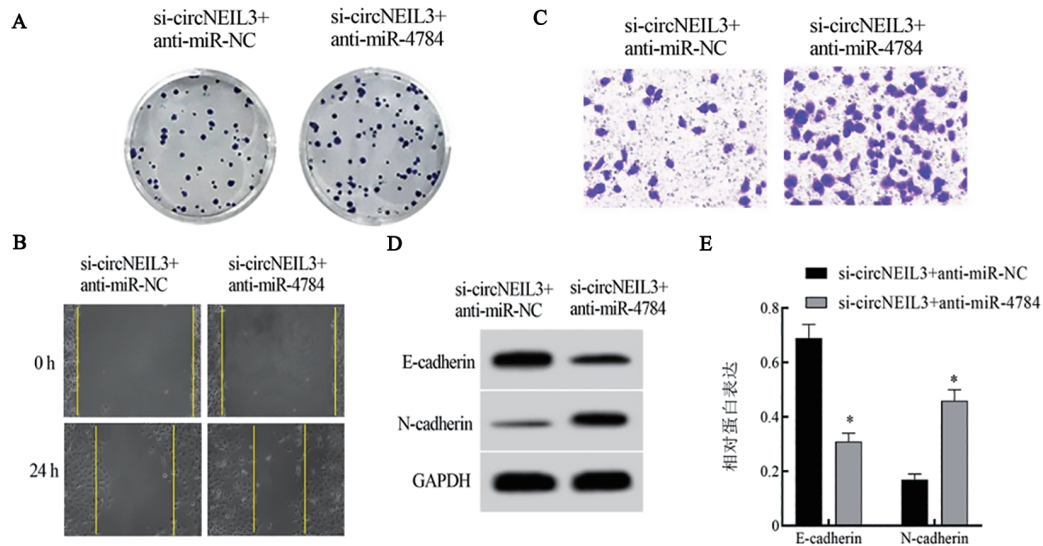 A
si-circNEIL3+
anti-miR-NC
si-circNEIL3+
anti-miR-4784
B
si-circNEIL3+
anti-miR-NC
si-circNEIL3+
anti-miR-4784
0 h
24 h
C
si-circNEIL3+
anti-miR-NC
si-circNEIL3+
anti-miR-4784
D
si-circNEIL3+
anti-miR-NC
si-circNEIL3+
anti-miR-4784
E-cadherin
N-cadherin
GAPDH
E
si-circNEIL3+anti-miR-NC
si-circNEIL3+anti-miR-4784
相对蛋白表达
0.8
0.6
0.4
0.2
0
*
*
E-cadherin
N-cadherin